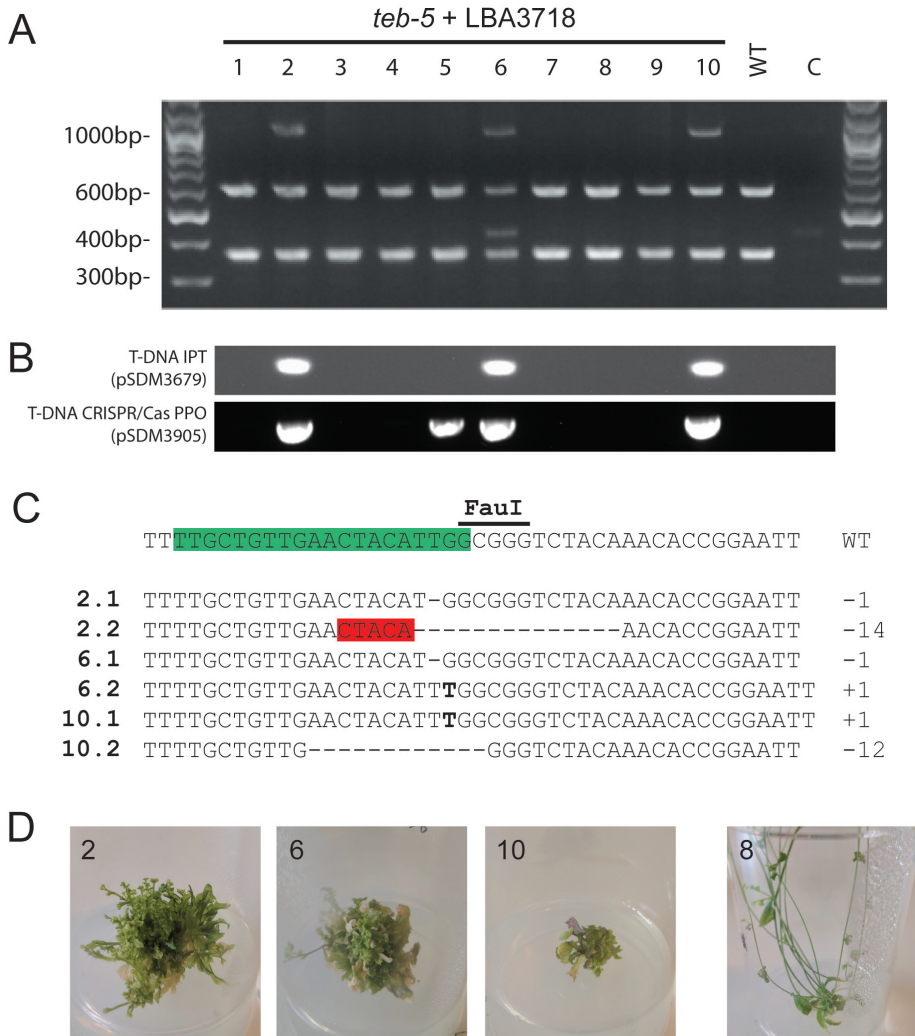 A
teb-5 + LBA3718
1 2 3 4 5 6 7 8 9 10 WT C
1000bp-
600bp-
400bp-
300bp-
B
T-DNA IPT
(pSDM3679)
T-DNA CRISPR/Cas PPO
(pSDM3905)
C
FauI
TTTTGCTGTTGAACTACATTGGCGGGTCTACAAACACCGGAATT WT
2.1 TTTTGCTGTTGAACTACAT-GGCGGGTCTACAAACACCGGAATT -1
2.2 TTTTGCTGTTGAACTACA--------------AACACCGGAATT -14
6.1 TTTTGCTGTTGAACTACAT-GGCGGGTCTACAAACACCGGAATT -1
6.2 TTTTGCTGTTGAACTACATTTGGCGGGTCTACAAACACCGGAATT +1
10.1 TTTTGCTGTTGAACTACATTTGGCGGGTCTACAAACACCGGAATT +1
10.2 TTTTGCTGTTG------------GGGTCTACAAACACCGGAATT -12
D
2 6 10 8